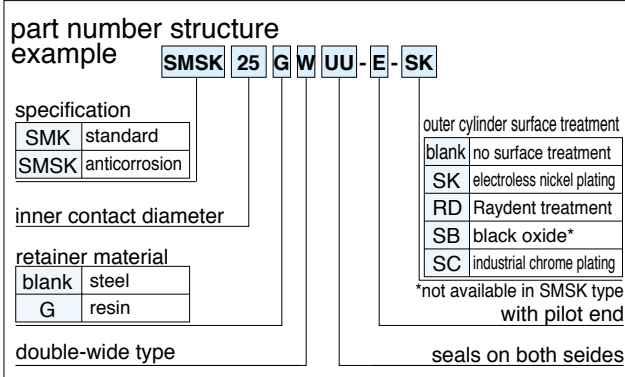 part number structure
example
SMSK 25 G W UU - E - SK
specification
SMK standard
SMSK anticorrosion
inner contact diameter
retainer material
blank steel
G resin
double-wide type
outer cylinder surface treatment
blank no surface treatment
SK electroless nickel plating
RD Raydent treatment
SB black oxide*
SC industrial chrome plating
*not available in SMSK type
with pilot end
seals on both seides